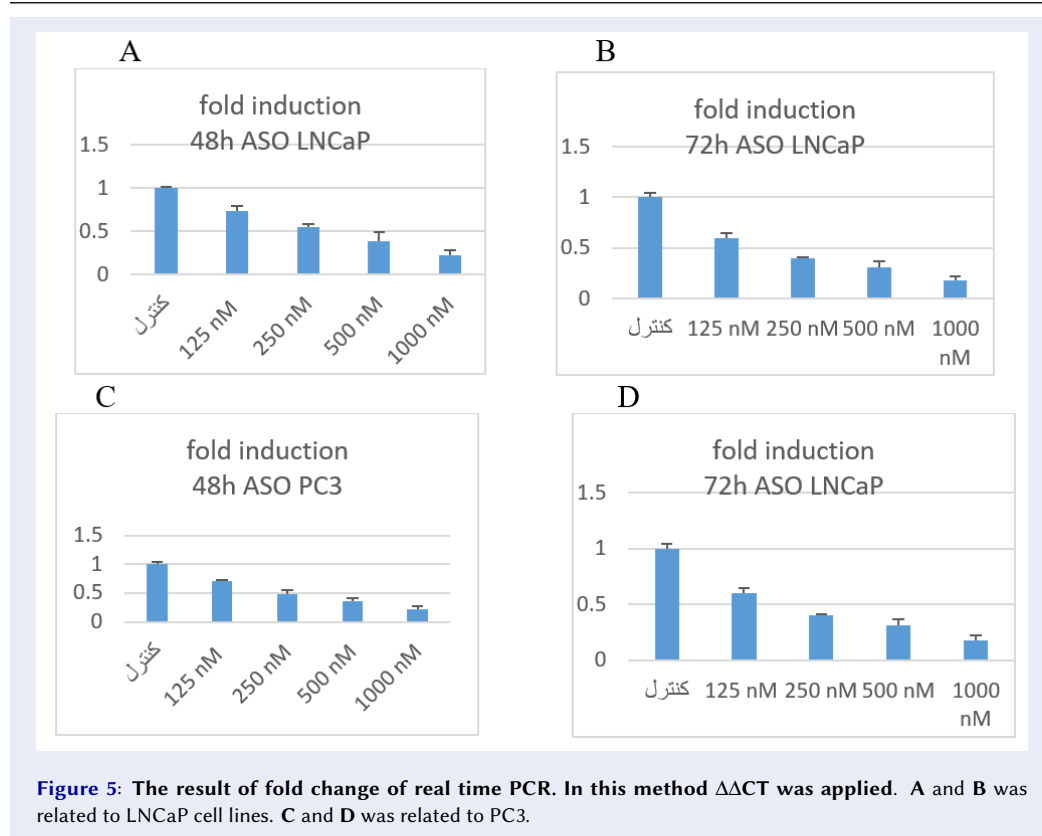 A
fold induction
48h ASO LNCaP
1.5
1
0.5
0
کنترل
125 nM
250 nM
500 nM
1000 nM
B
fold induction
72h ASO LNCaP
1.5
1
0.5
0
کنترل 125 nM 250 nM 500 nM 1000
nM
C
fold induction
48h ASO PC3
1.5
1
0.5
0
کنترل
125 nM
250 nM
500 nM
1000 nM
D
fold induction
72h ASO LNCaP
1.5
1
0.5
0
کنترل 125 nM 250 nM 500 nM 1000
nM
Figure 5: The result of fold change of real time PCR. In this method ΔΔCT was applied. A and B was
related to LNCaP cell lines. C and D was related to PC3.